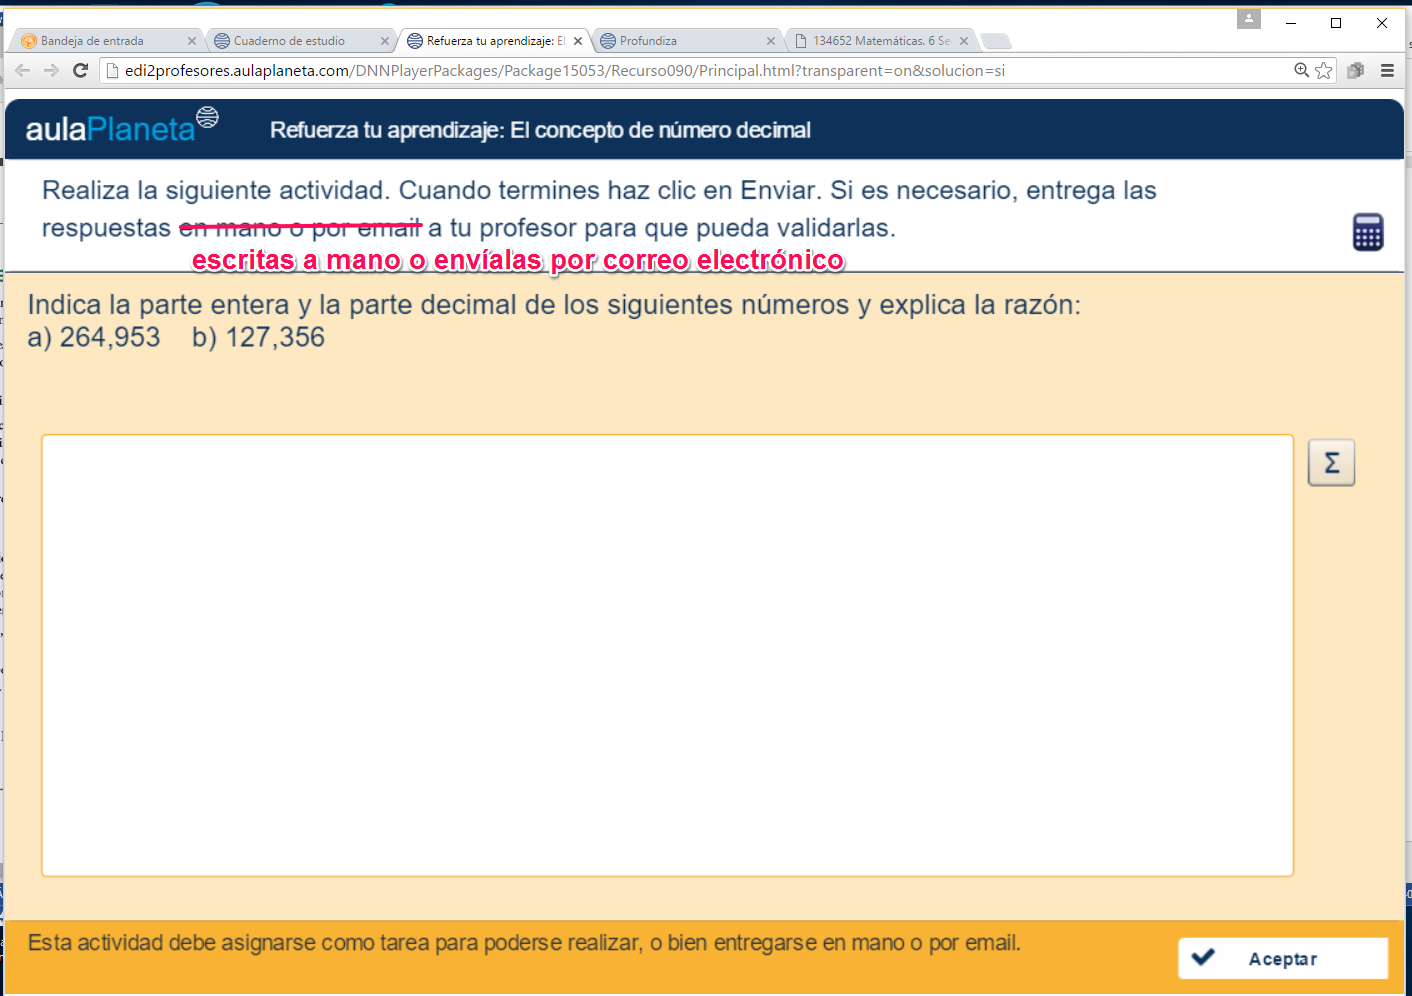 Bandeja de entrada
Cuaderno de estudio
Refuerza tu aprendizaje: El
Profundiza
134652 Matemáticas. 6 Se
edi2profesores.aulaplaneta.com/DNNPlayerPackages/Package15053/Recurso090/Principal.html?transparent=on&solucion=si
aulaPlaneta
Refuerza tu aprendizaje: El concepto de número decimal
Realiza la siguiente actividad. Cuando termines haz clic en Enviar. Si es necesario, entrega las
respuestas en mano o por email a tu profesor para que pueda validarlas.
escritas a mano o envíalas por correo electrónico
Indica la parte entera y la parte decimal de los siguientes números y explica la razón:
a) 264,953 b) 127,356
Σ
Esta actividad debe asignarse como tarea para poderse realizar, o bien entregarse en mano o por email.
Aceptar